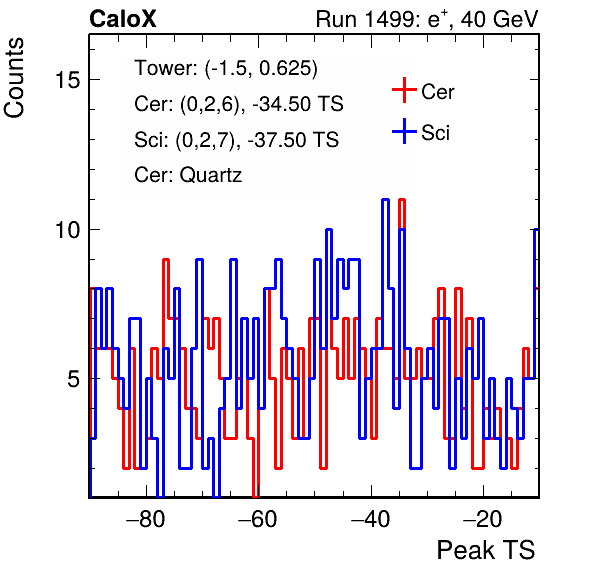 CaloX Run 1499: e+, 40 GeV
Counts
Tower: (-1.5, 0.625)
Cer: (0,2,6), -34.50 TS
Sci: (0,2,7), -37.50 TS
Cer: Quartz
Cer
Sci
15
10
5
−80 −60 −40 −20
Peak TS